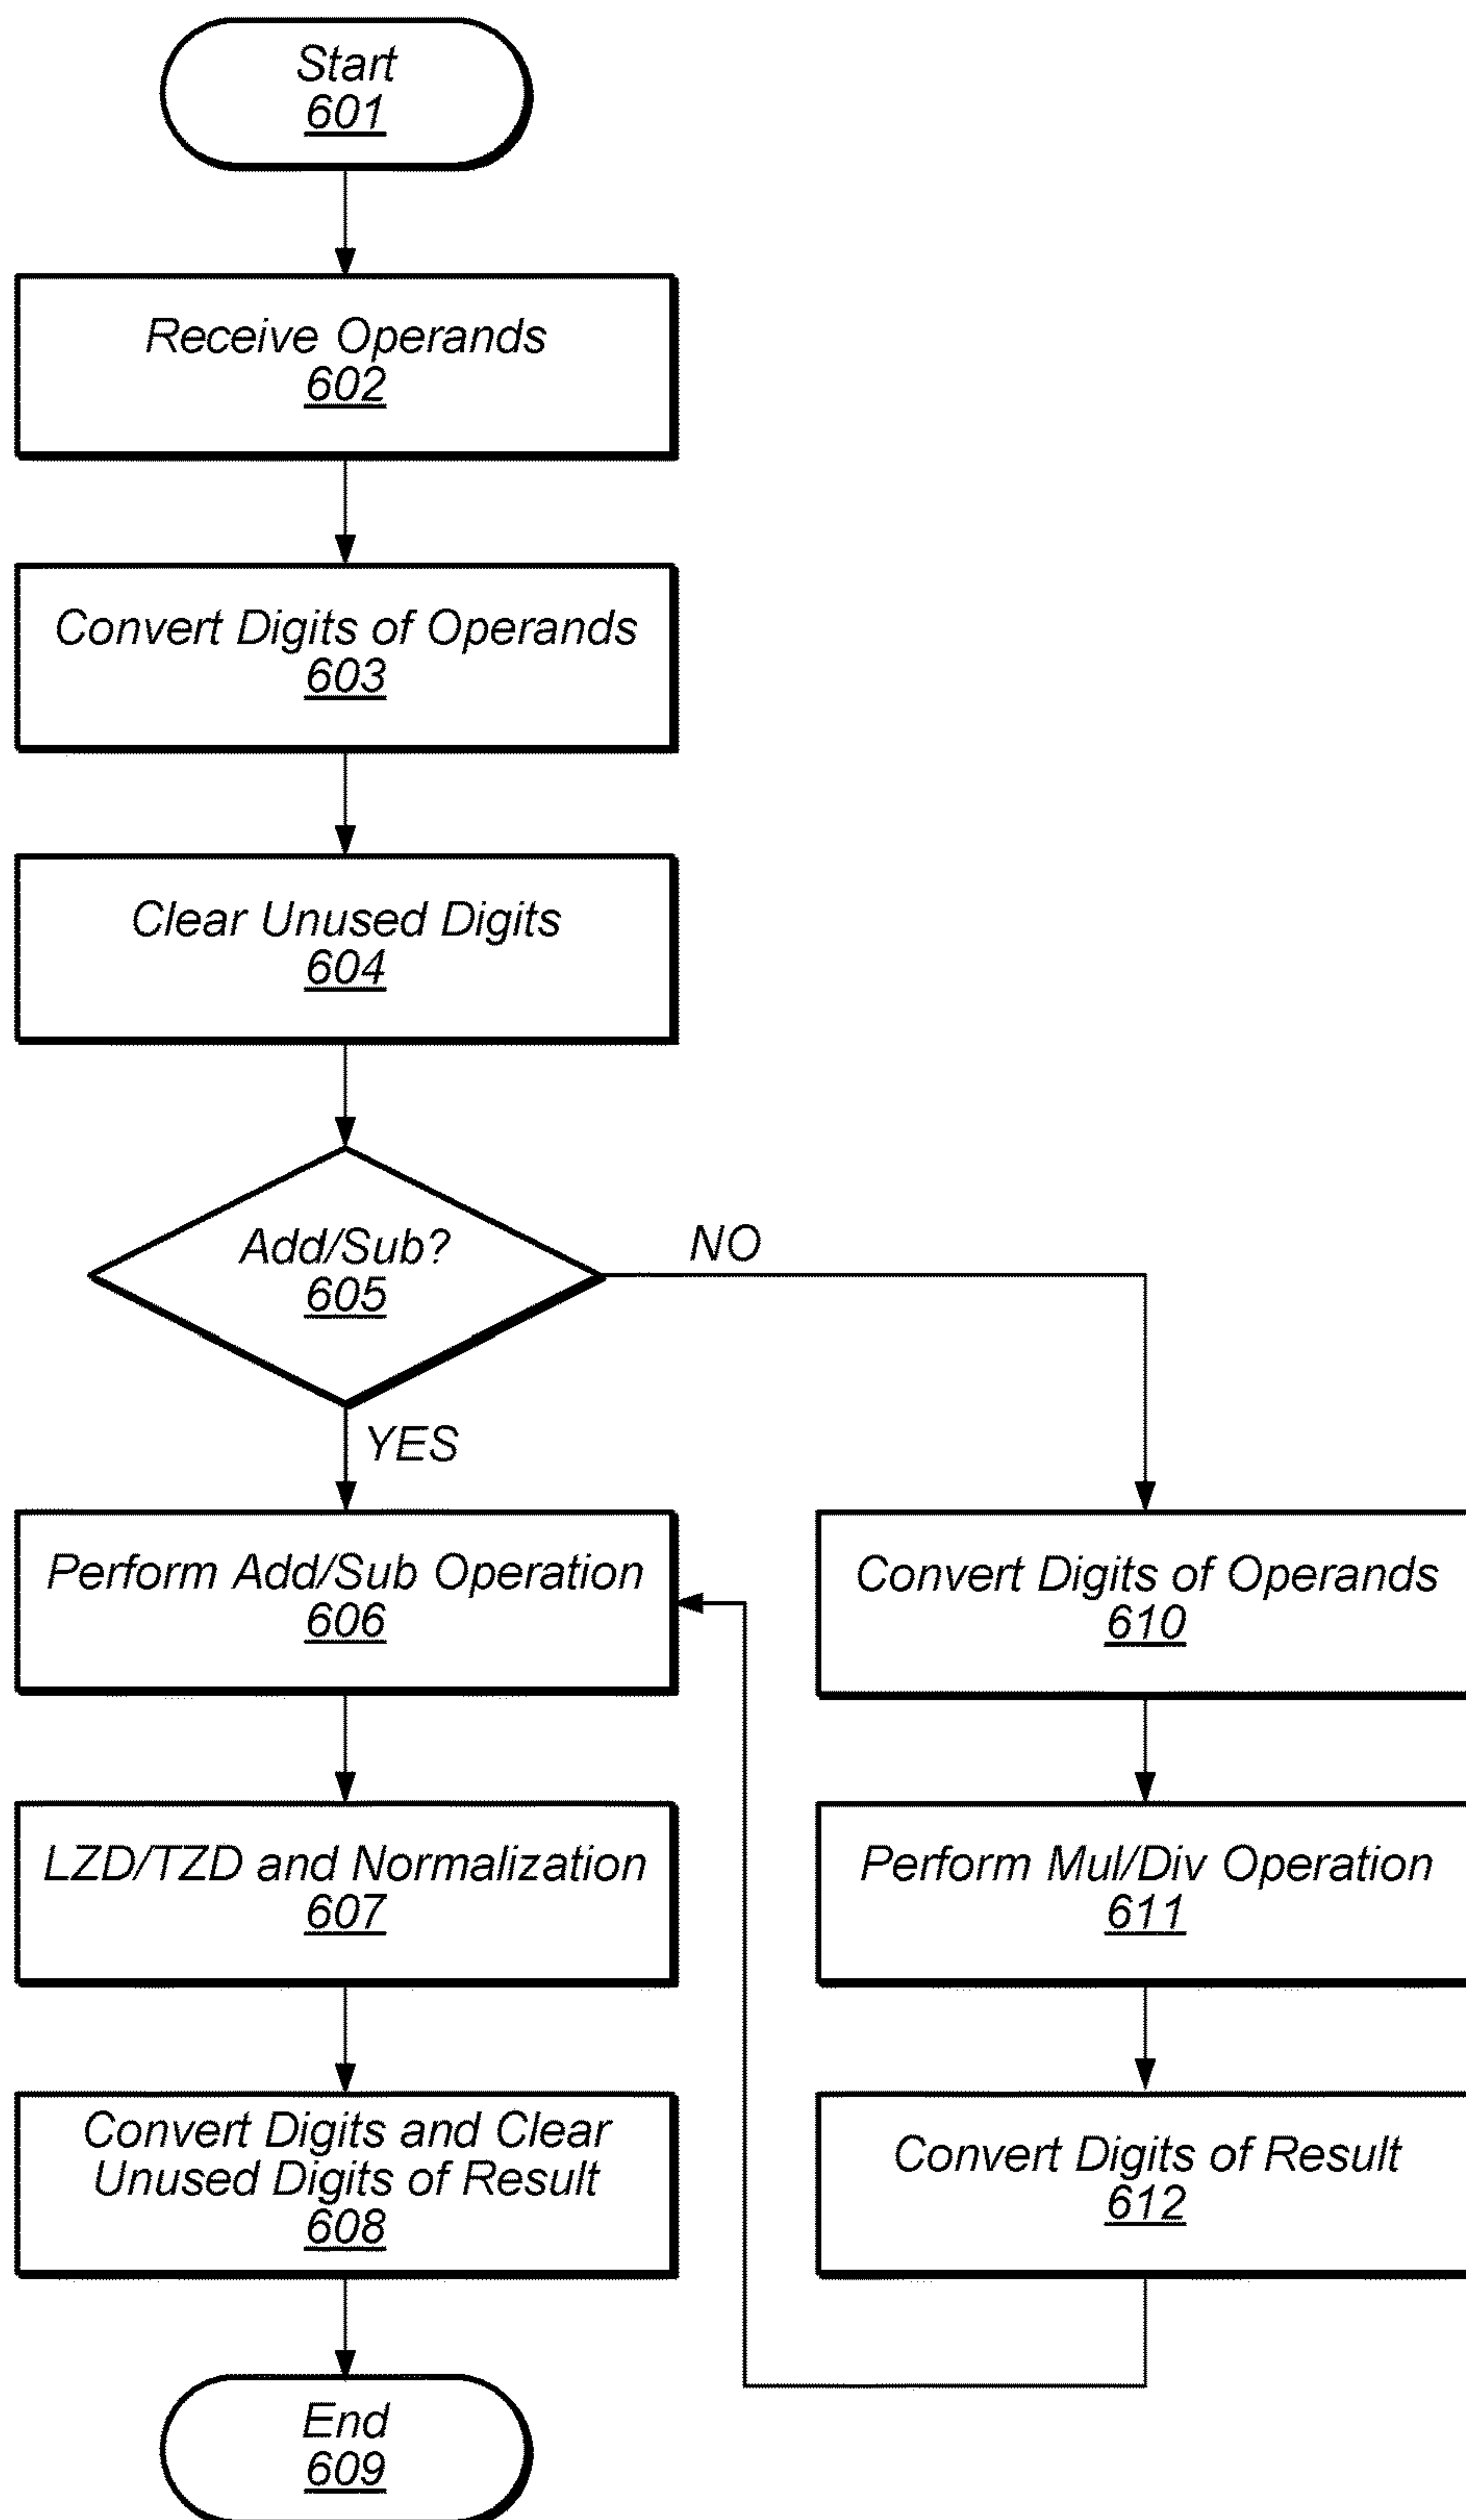 Start
601
Receive Operands
602
Convert Digits of Operands
603
Clear Unused Digits
604
Add/Sub?
605
NO
YES
Perform Add/Sub Operation
606
LZD/TZD and Normalization
607
Convert Digits and Clear
Unused Digits of Result
608
End
609
Convert Digits of Operands
610
Perform Mul/Div Operation
611
Convert Digits of Result
612